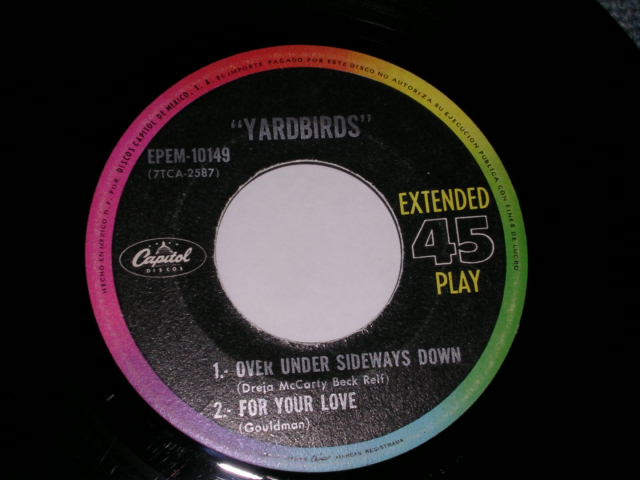 HECHO EN MEXICO D.F. POR DISCOS CAPITOL DE MEXICO, S. A. EL IMPORTE PAGADO POR ESTE DISCO NO AUTORIZA SU EJECUCION PUBLICA CON FINES DE LUCRO
"YARDBIRDS"
EPEM-10149
(7TCA-2587)
EXTENDED
45
PLAY
Capitol
DISCOS
1.- OVER UNDER SIDEWAYS DOWN
(Dreja McCarty Beck Relf)
2.- FOR YOUR LOVE
(Gouldman)
MARCAS REGISTRADA